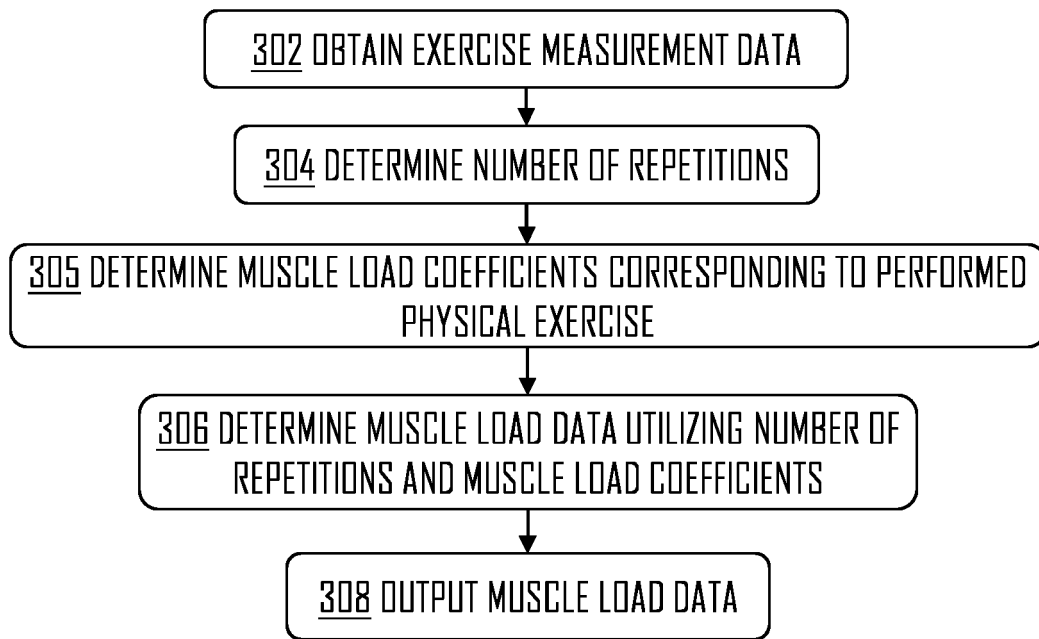 302 OBTAIN EXERCISE MEASUREMENT DATA
304 DETERMINE NUMBER OF REPETITIONS
305 DETERMINE MUSCLE LOAD COEFFICIENTS CORRESPONDING TO PERFORMED
PHYSICAL EXERCISE
306 DETERMINE MUSCLE LOAD DATA UTILIZING NUMBER OF
REPETITIONS AND MUSCLE LOAD COEFFICIENTS
308 OUTPUT MUSCLE LOAD DATA